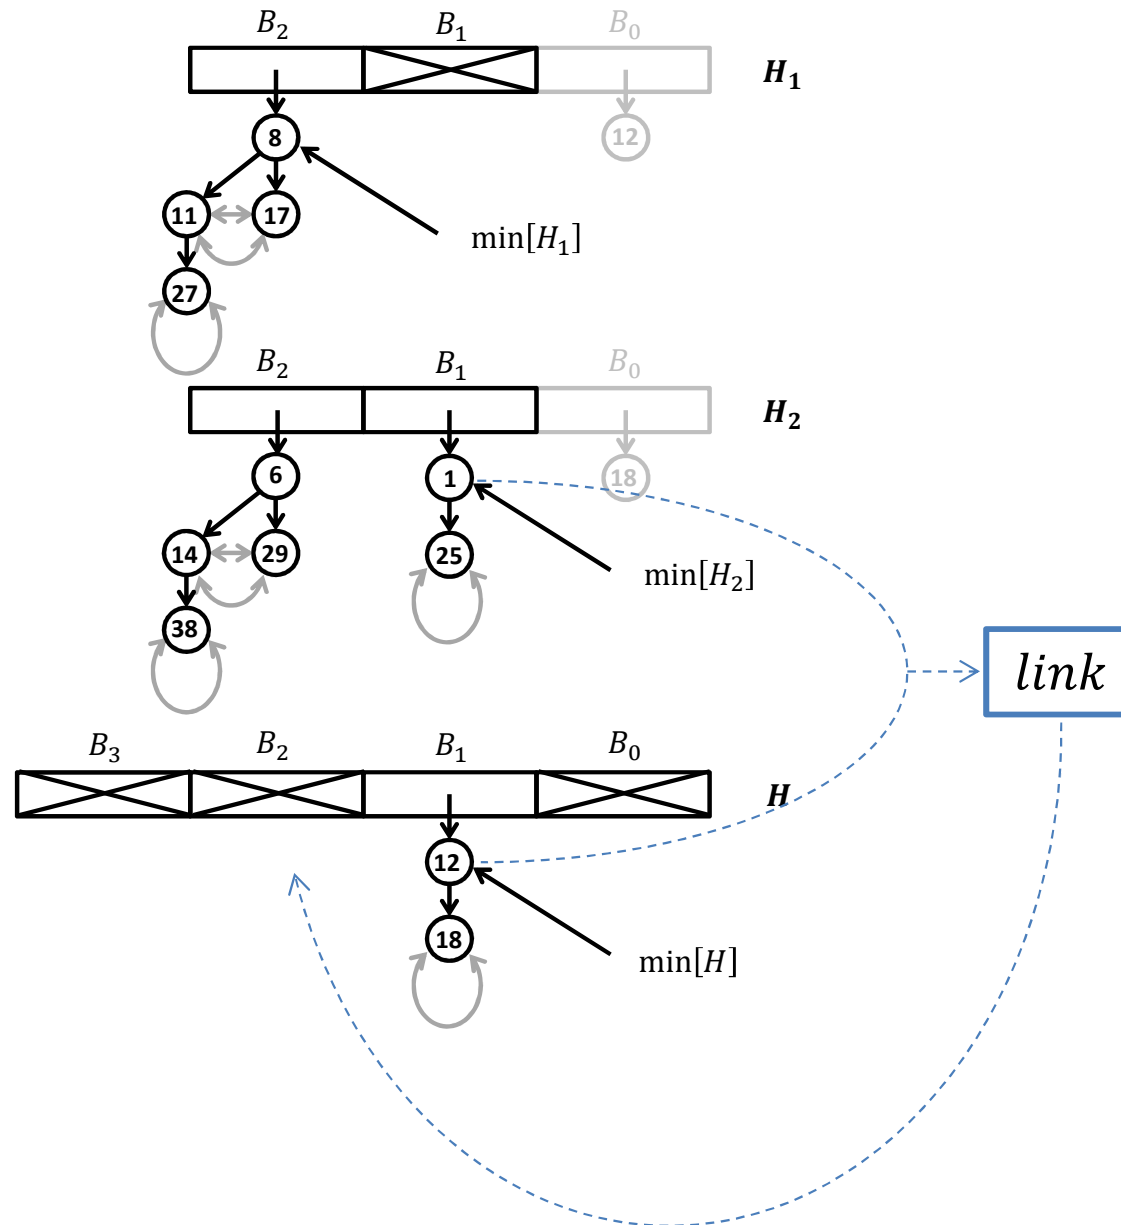 B₂ B₁ B₀
H₁
12
8
11 17
min[H₁]
27
B₂ B₁ B₀
H₂
6 1 18
14 29 25
min[H₂]
38
link
B₃ B₂ B₁ B₀
H
12
18
min[H]